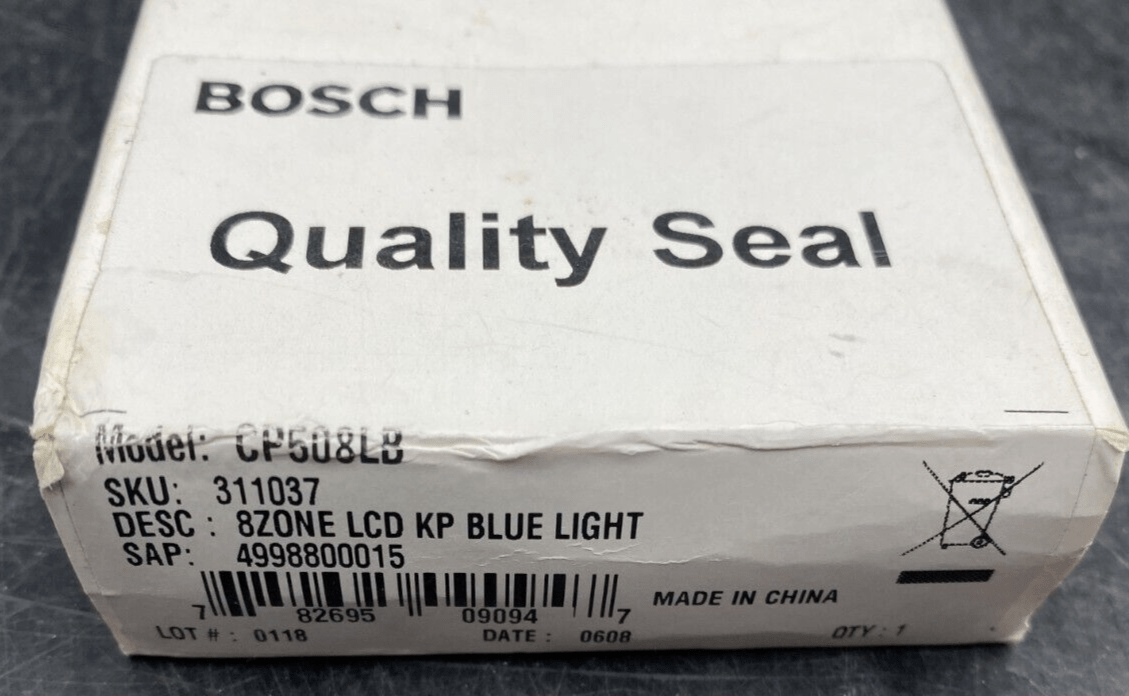 BOSCH
Quality Seal
Model: CP508LB
SKU: 311037
DESC : 8ZONE LCD KP BLUE LIGHT
SAP: 4998800015
7 82695 09094 7
MADE IN CHINA
LOT # : 0118 DATE : 0608 QTY : 1